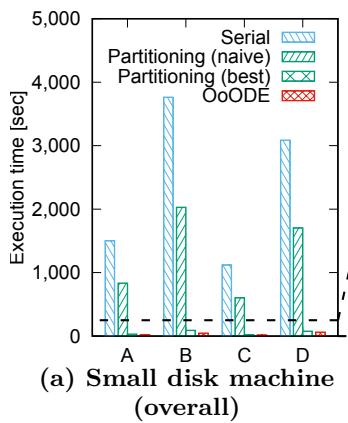 Execution time [sec]
5,000
4,000
3,000
2,000
1,000
0
Serial
Partitioning (naive)
Partitioning (best)
OoODE
A B C D
(a) Small disk machine
(overall)